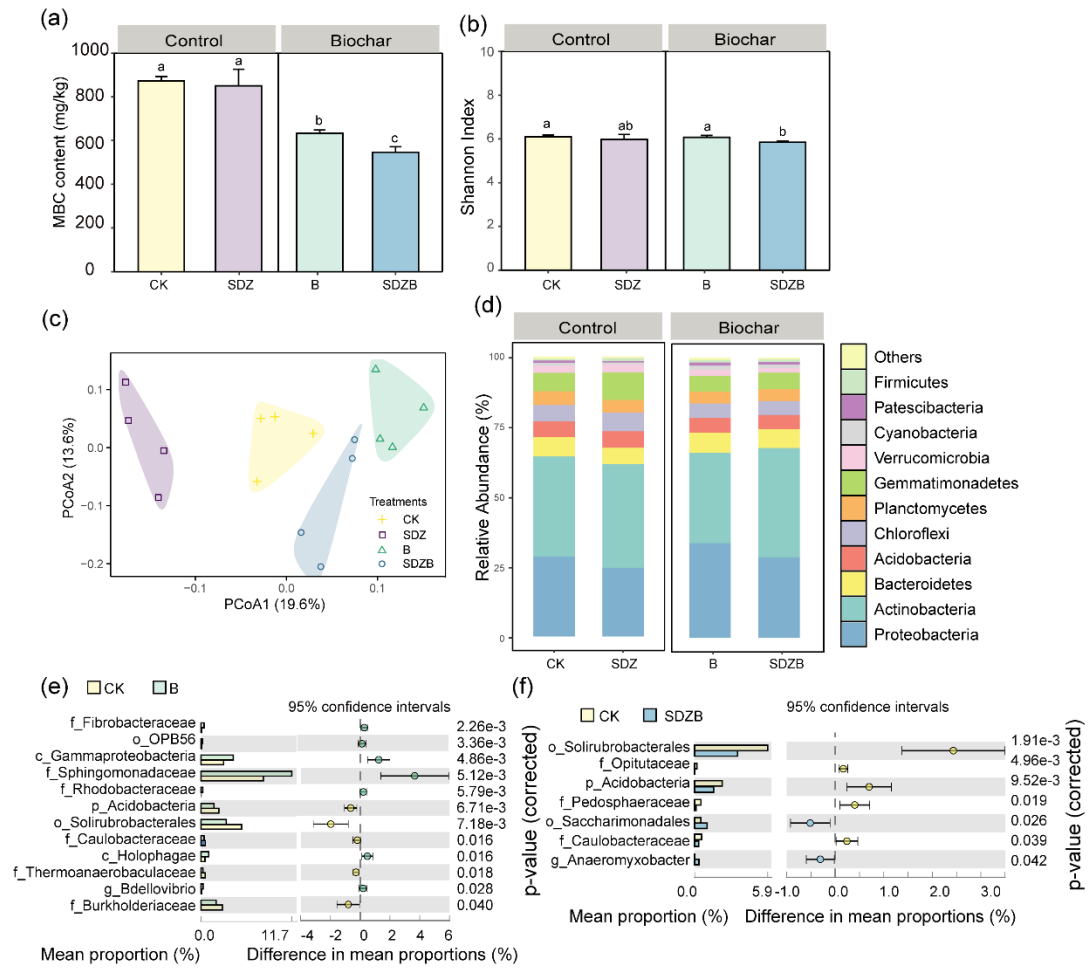 (a)
Control Biochar
MBC content (mg/kg)
1000
800
600
400
200
0
a
a
b
c
CK SDZ B SDZB
(b)
Control Biochar
Shannon Index
10
8
6
4
2
0
a
ab
a
b
CK SDZ B SDZB
(c)
PCoA2 (13.6%)
0.1
0.0
−0.1
−0.2
Treatments
CK
SDZ
B
SDZB
−0.1 0.0 0.1
PCoA1 (19.6%)
(d)
Control Biochar
Relative Abundance (%)
100
75
50
25
0
CK SDZ B SDZB
Others
Firmicutes
Patescibacteria
Cyanobacteria
Verrucomicrobia
Gemmatimonadetes
Planctomycetes
Chloroflexi
Acidobacteria
Bacteroidetes
Actinobacteria
Proteobacteria
(e)
CK B
95% confidence intervals
f_Fibrobacteraceae 2.26e-3
o_OPB56 3.36e-3
c_Gammaproteobacteria 4.86e-3
f_Sphingomonadaceae 5.12e-3
f_Rhodobacteraceae 5.79e-3
p_Acidobacteria 6.71e-3
o_Solirubrobacterales 7.18e-3
f_Caulobacteraceae 0.016
c_Holophagae 0.016
f_Thermoanaerobaculaceae 0.018
g_Bdellovibrio 0.028
f_Burkholderiaceae 0.040
0.0 11.7 -4 -2 0 2 4 6
Mean proportion (%) Difference in mean proportions (%)
p-value (corrected)
(f)
CK SDZB
95% confidence intervals
o_Solirubrobacterales 1.91e-3
f_Opitutaceae 4.96e-3
p_Acidobacteria 9.52e-3
f_Pedosphaeraceae 0.019
o_Saccharimonadales 0.026
f_Caulobacteraceae 0.039
g_Anaeromyxobacter 0.042
0.0 5.9 -1.0 0.0 1.0 2.0 3.0
Mean proportion (%) Difference in mean proportions (%)
p-value (corrected)